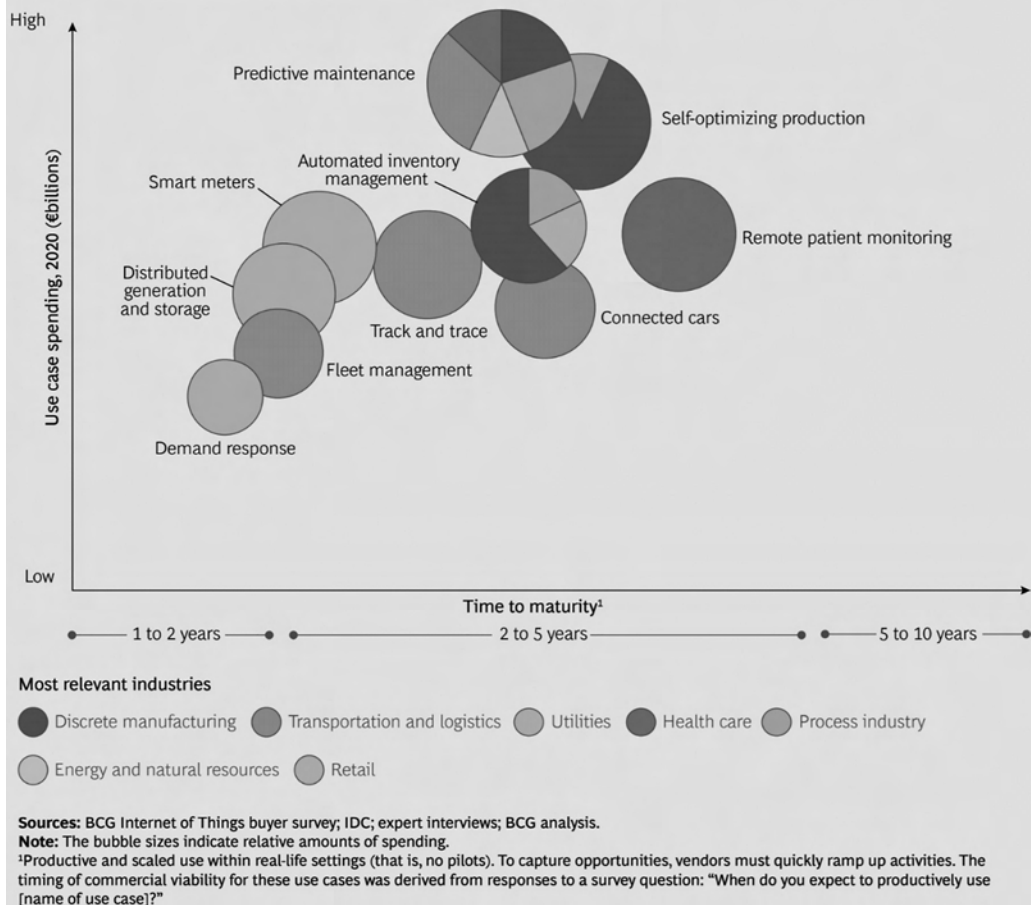 High
Predictive maintenance
Self-optimizing production
Automated inventory
management
Smart meters
Remote patient monitoring
Distributed
generation
and storage
Track and trace
Connected cars
Fleet management
Demand response
Use case spending, 2020 (€billions)
Low
Time to maturity¹
1 to 2 years
2 to 5 years
5 to 10 years
Most relevant industries
Discrete manufacturing
Transportation and logistics
Utilities
Health care
Process industry
Energy and natural resources
Retail
Sources: BCG Internet of Things buyer survey; IDC; expert interviews; BCG analysis.
Note: The bubble sizes indicate relative amounts of spending.
¹Productive and scaled use within real-life settings (that is, no pilots). To capture opportunities, vendors must quickly ramp up activities. The
timing of commercial viability for these use cases was derived from responses to a survey question: “When do you expect to productively use
[name of use case]?”